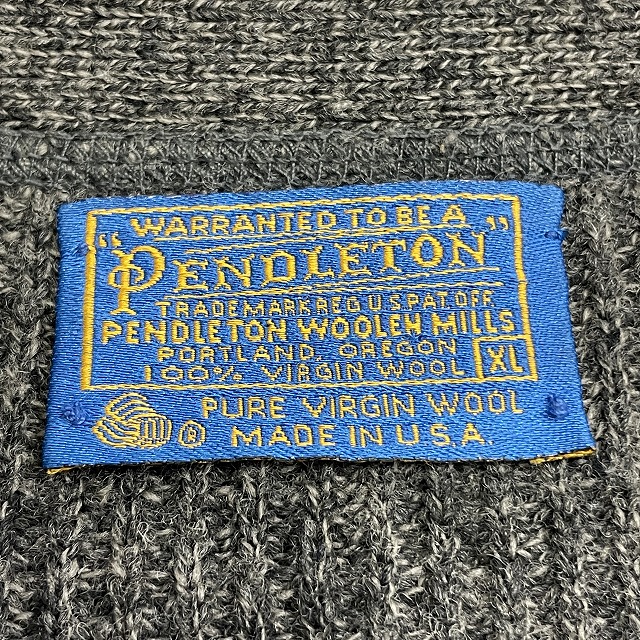 WARRANTED TO BE A
"PENDLETON"
TRADEMARK REG U.S. PAT. OFF.
PENDLETON WOOLEN MILLS
PORTLAND, OREGON
100% VIRGIN WOOL XL
® PURE VIRGIN WOOL
MADE IN U.S.A.